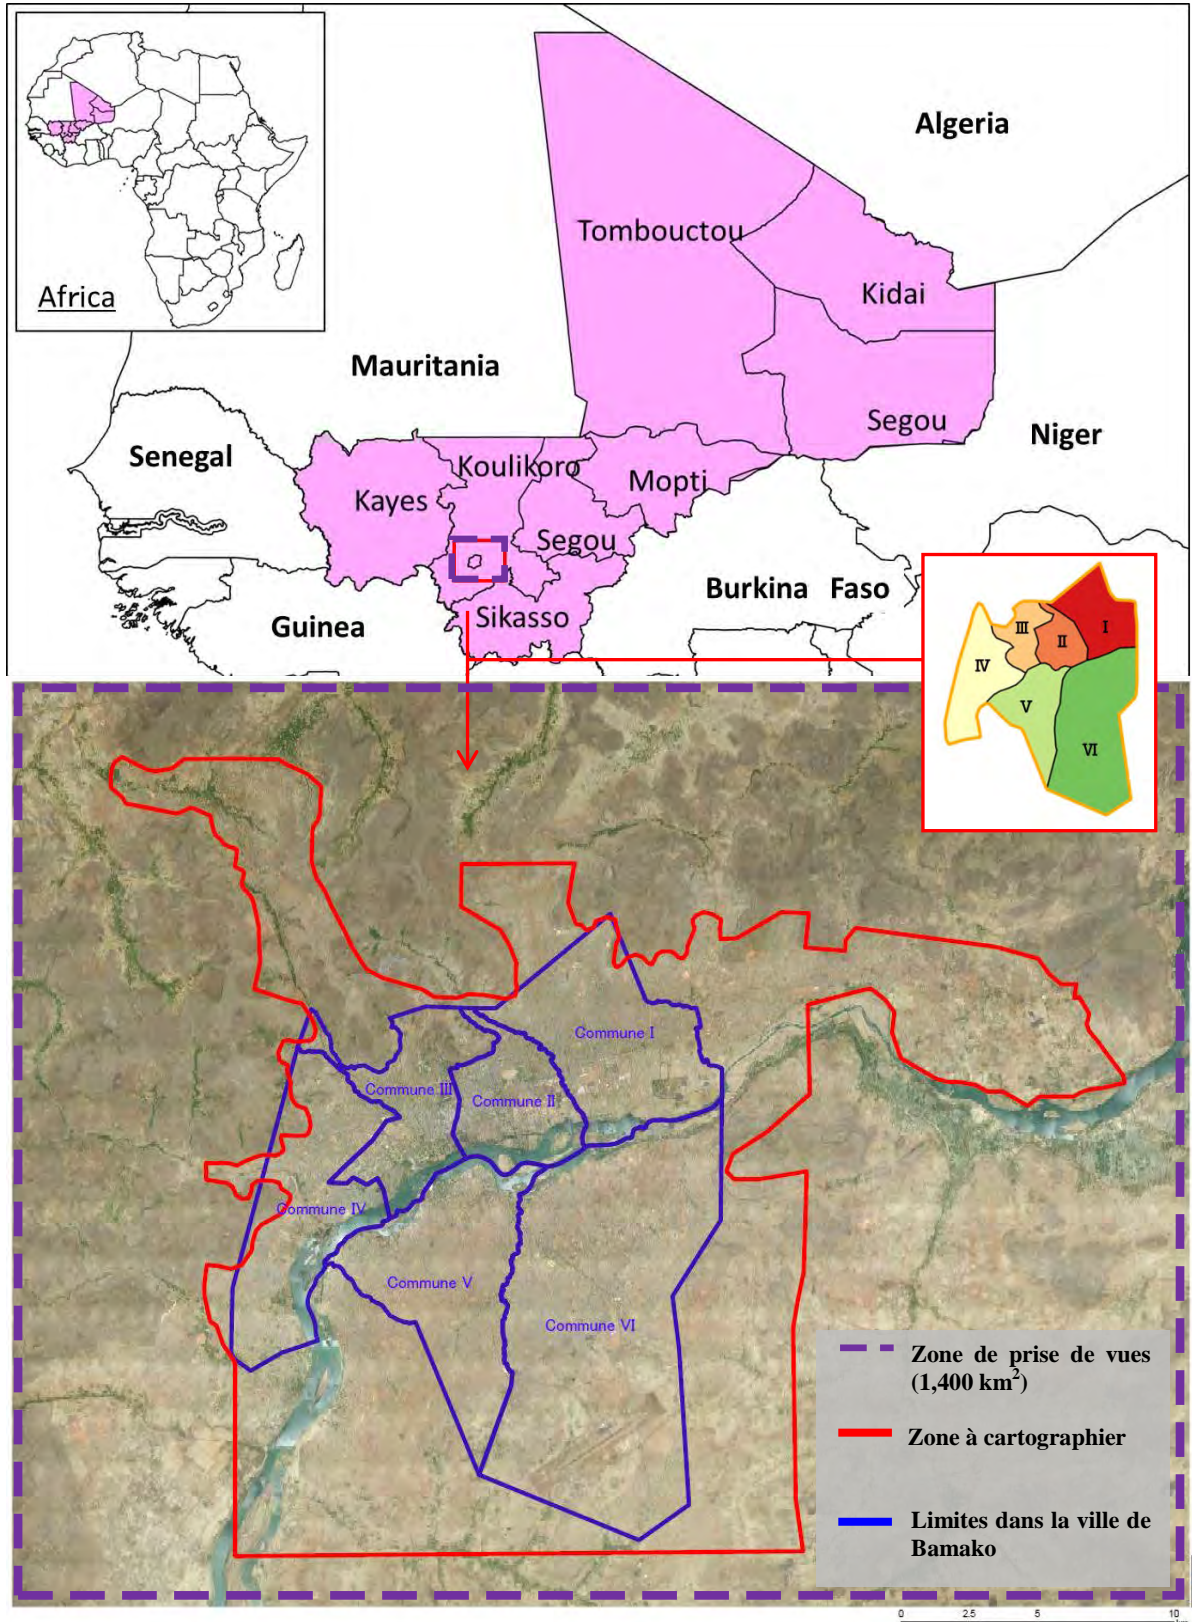 Algeria
Tombouctou
Kidai
Africa
Mauritania
Segou
Niger
Senegal
Koulikoro
Mopti
Kayes
Segou
Burkina Faso
Sikasso
Guinea
I
III
II
IV
V
VI
Commune I
Commune III
Commune II
Commune IV
Commune V
Commune VI
Zone de prise de vues
(1,400 km²)
Zone à cartographier
Limites dans la ville de
Bamako
0 2.5 5 10